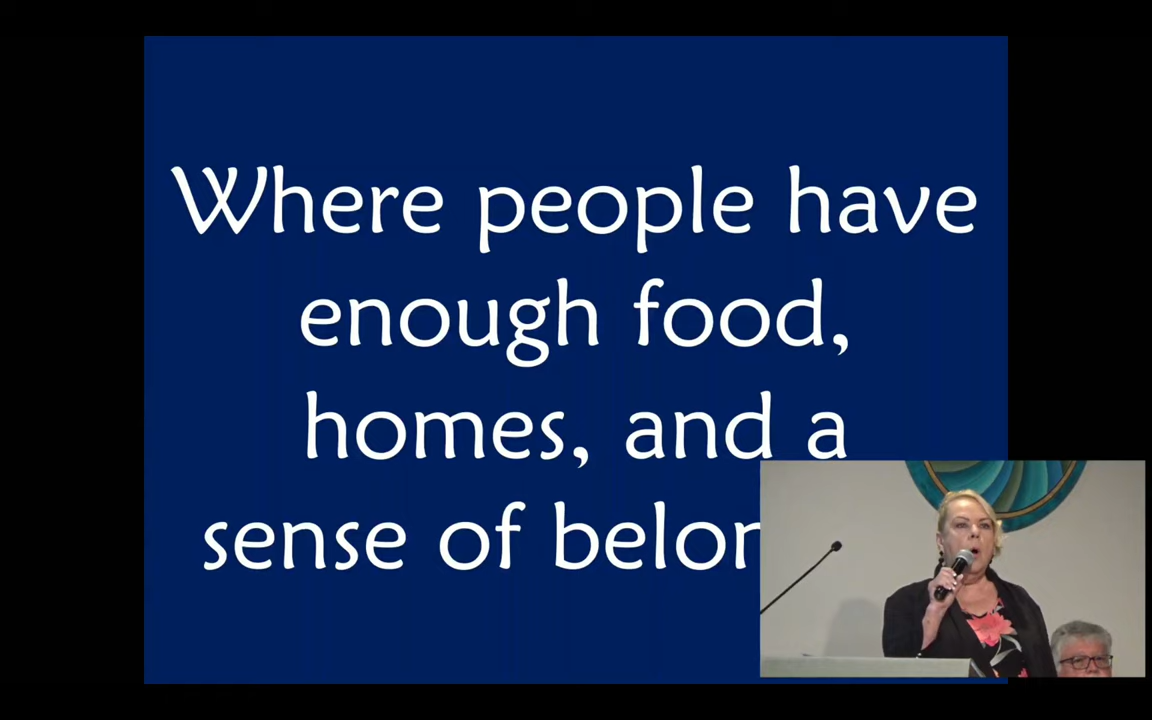 Where people have
enough food,
homes, and a
sense of